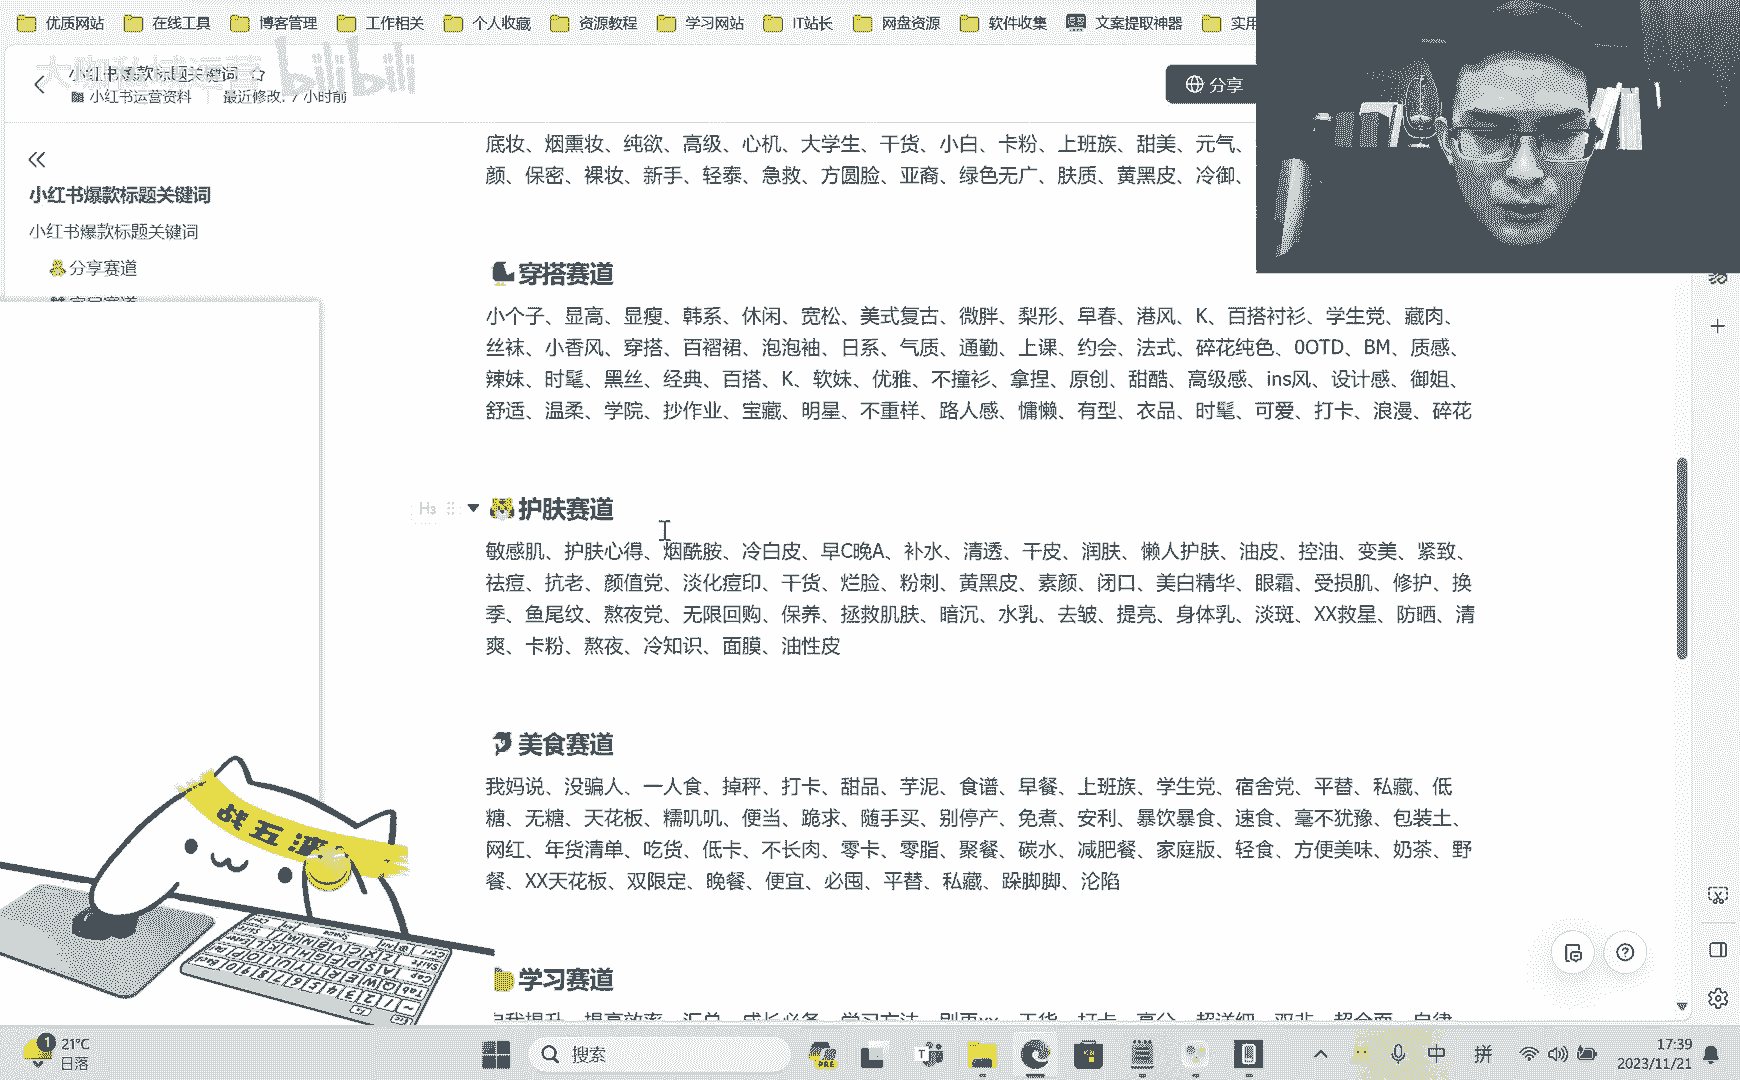 优质网站 在线工具 博客管理 工作相关 个人收藏 资源教程 学习网站 IT站长 网盘资源 软件收集 文案提取神器 实用
bilibili
小红书爆款标题关键词
小红书运营资料 最近修改: 7 小时前
分享
小红书爆款标题关键词
小红书爆款标题关键词
分享赛道
底妆、烟熏妆、纯欲、高级、心机、大学生、干货、小白、卡粉、上班族、甜美、元气、
颜、保密、裸妆、新手、轻泰、急救、方圆脸、亚裔、绿色无广、肤质、黄黑皮、冷御、
穿搭赛道
小个子、显高、显瘦、韩系、休闲、宽松、美式复古、微胖、梨形、早春、港风、K、百搭衬衫、学生党、藏肉、
丝袜、小香风、穿搭、百褶裙、泡泡袖、日系、气质、通勤、上课、约会、法式、碎花纯色、0OTD、BM、质感、
辣妹、时髦、黑丝、经典、百搭、K、软妹、优雅、不撞衫、拿捏、原创、甜酷、高级感、ins风、设计感、御姐、
舒适、温柔、学院、抄作业、宝藏、明星、不重样、路人感、慵懒、有型、衣品、时髦、可爱、打卡、浪漫、碎花
H3
护肤赛道
敏感肌、护肤心得、烟酰胺、冷白皮、早C晚A、补水、清透、干皮、润肤、懒人护肤、油皮、控油、变美、紧致、
祛痘、抗老、颜值党、淡化痘印、干货、烂脸、粉刺、黄黑皮、素颜、闭口、美白精华、眼霜、受损肌、修护、换
季、鱼尾纹、熬夜党、无限回购、保养、拯救肌肤、暗沉、水乳、去皱、提亮、身体乳、淡斑、XX救星、防晒、清
爽、卡粉、熬夜、冷知识、面膜、油性皮
美食赛道
我妈说、没骗人、一人食、掉秤、打卡、甜品、芋泥、食谱、早餐、上班族、学生党、宿舍党、平替、私藏、低
糖、无糖、天花板、糯叽叽、便当、跪求、随手买、别停产、免煮、安利、暴饮暴食、速食、毫不犹豫、包装土、
网红、年货清单、吃货、低卡、不长肉、零卡、零脂、聚餐、碳水、减肥餐、家庭版、轻食、方便美味、奶茶、野
餐、XX天花板、双限定、晚餐、便宜、必囤、平替、私藏、跺脚脚、沦陷
学习赛道
战五渣
1
21°C
日落
搜索
PRE
中 拼
17:39
2023/11/21